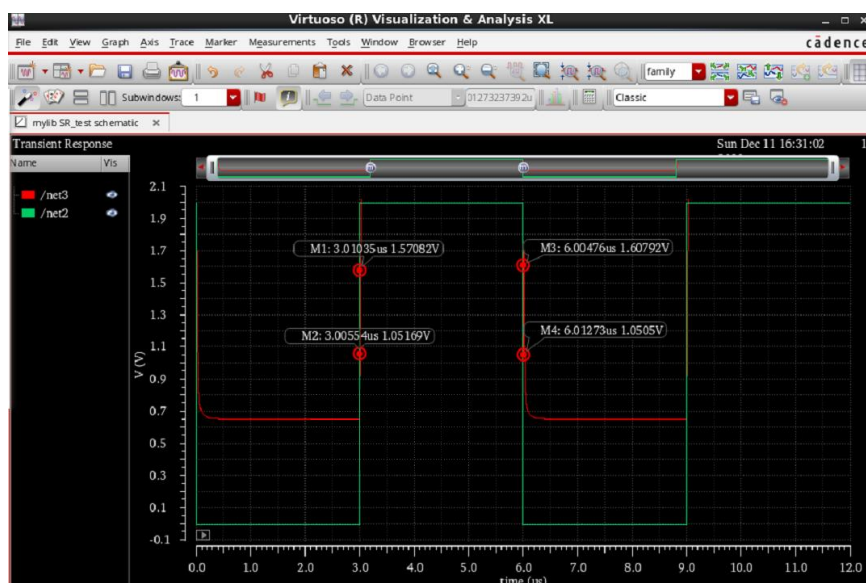 Virtuoso (R) Visualization & Analysis XL
File Edit View Graph Axis Trace Marker Measurements Tools Window Browser Help
cādence
family
Subwindows: 1
Data Point
01273237392u
Classic
mylib SR_test schematic
Transient Response
Sun Dec 11 16:31:02
1
Name Vis
/net3
/net2
2.1
1.9
1.7
1.5
1.3
1.1
0.9
0.7
0.5
0.3
0.1
-0.1
V (V)
M1: 3.01035us 1.57082V
M3: 6.00476us 1.60792V
M2: 3.00554us 1.05169V
M4: 6.01273us 1.0505V
0.0 1.0 2.0 3.0 4.0 5.0 6.0 7.0 8.0 9.0 10.0 11.0 12.0
time (us)